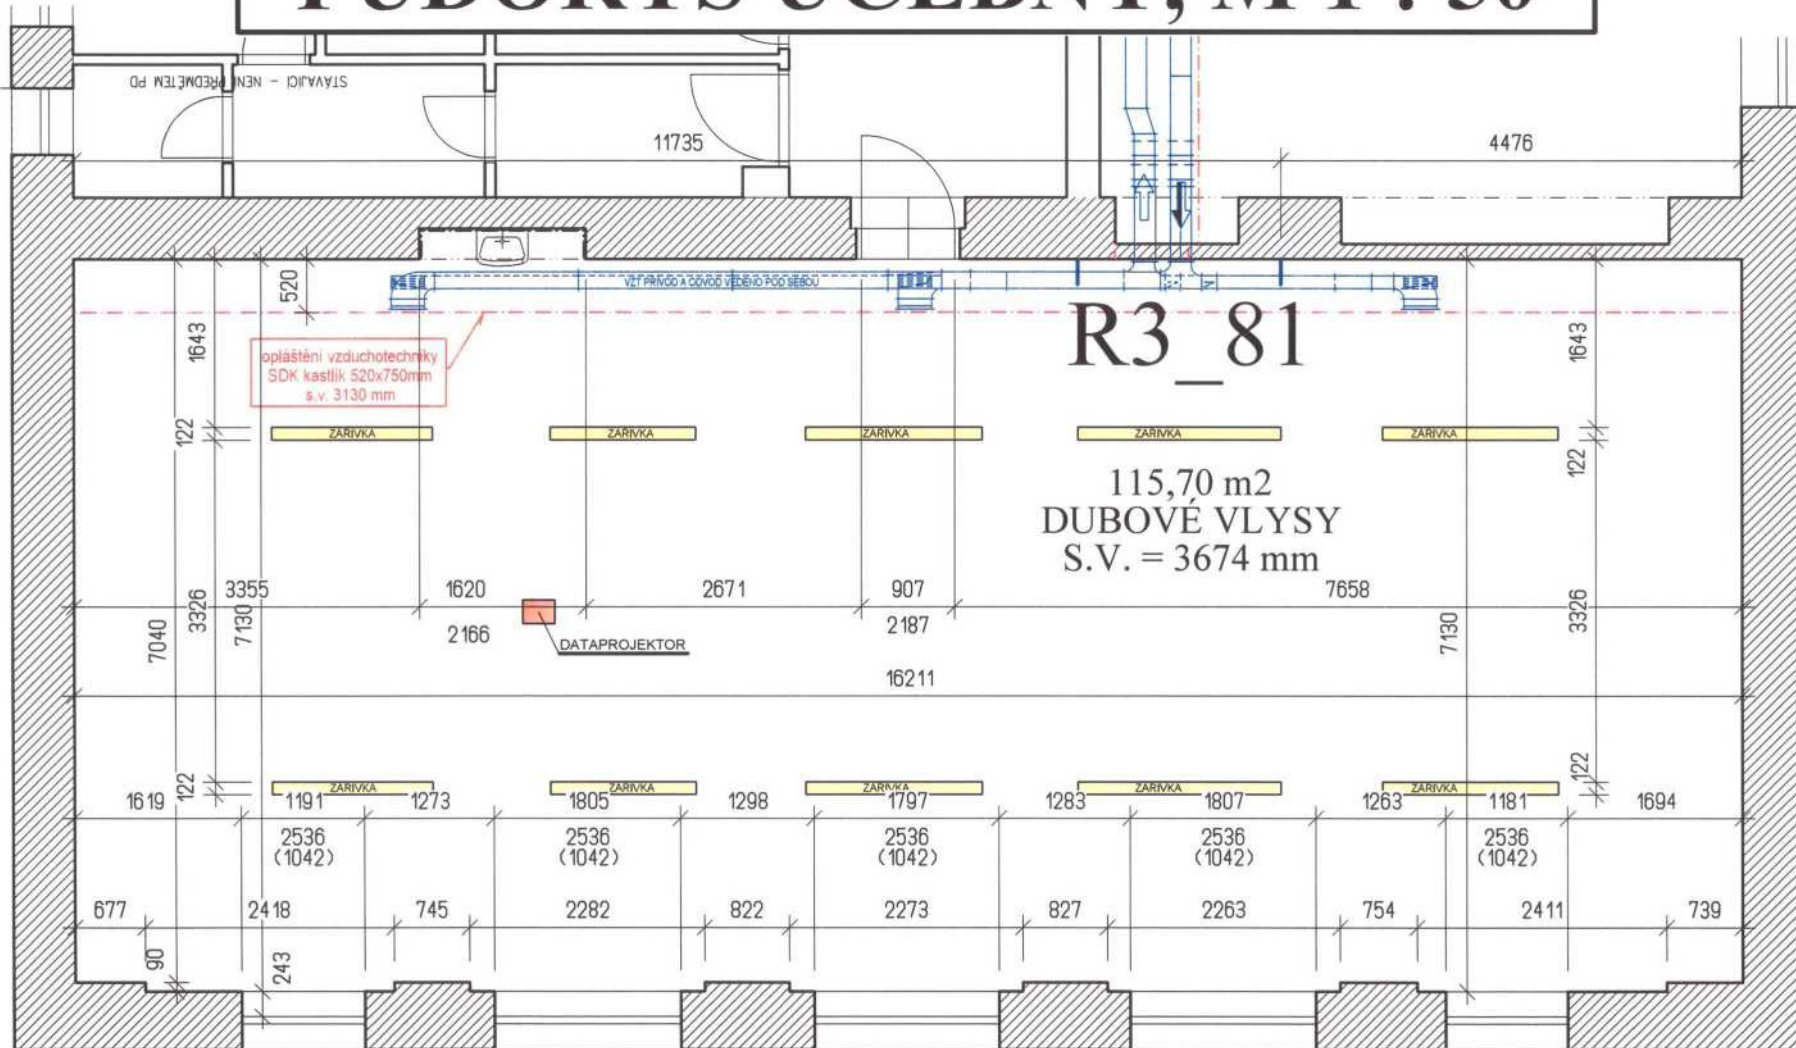 PŮDORYS UČEBNY, M 1 : 50
STÁVAJÍCÍ - NENÍ PŘEDMĚTEM PD
11735
4476
520
VZT PŘÍVOD A ODVOD VEDENO POD SEBOU
R3_81
1643
1643
opláštění vzduchotechniky
SDK kastlík 520x750mm
s.v. 3130 mm
122
ZÁŘIVKA
ZÁŘIVKA
ZÁŘIVKA
ZÁŘIVKA
ZÁŘIVKA
122
115,70 m2
DUBOVÉ VLYSY
S.V. = 3674 mm
3355
1620
2671
907
7658
7040
3326
7130
2166
2187
7130
3326
DATAPROJEKTOR
16211
122
ZÁŘIVKA
ZÁŘIVKA
ZÁŘIVKA
ZÁŘIVKA
ZÁŘIVKA
122
1619
1191
1273
1805
1298
1797
1283
1807
1263
1181
1694
2536
(1042)
2536
(1042)
2536
(1042)
2536
(1042)
2536
(1042)
677
2418
745
2282
822
2273
827
2263
754
2411
739
90
243